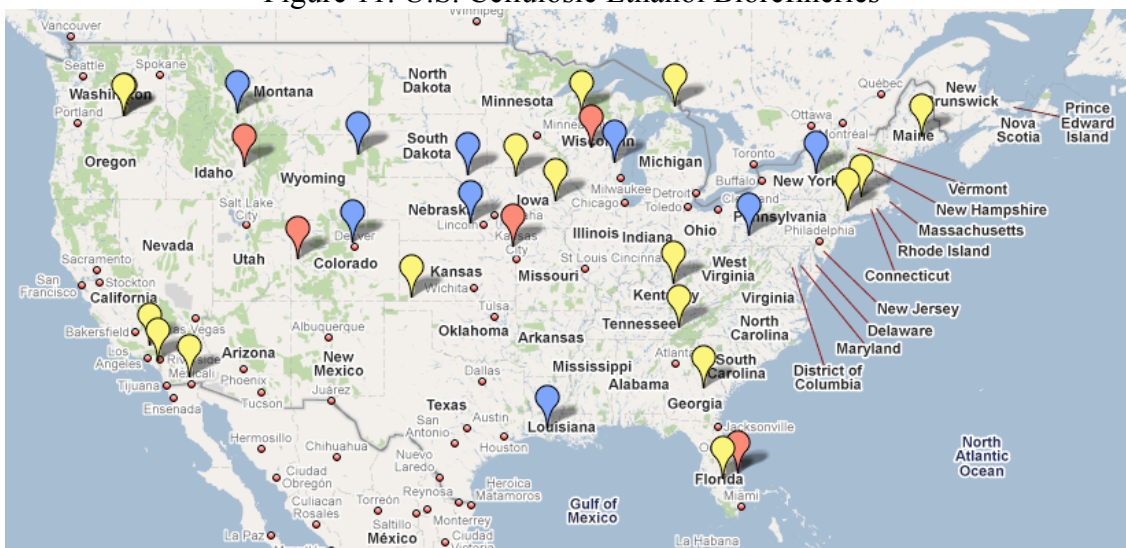 Figure 11: U.S. Cellulosic Ethanol Biorefineries
Winnipeg
Vancouver
Seattle
Spokane
Washington
Portland
Montana
North
Dakota
Minnesota
Québec
New
Brunswick
Prince
Edward
Island
Nova
Scotia
Maine
Ottawa
Montréal
Oregon
Idaho
Wyoming
South
Dakota
Wisconsin
Michigan
Toronto
Buffalo
New York
Vermont
New Hampshire
Massachusetts
Rhode Island
Connecticut
Milwaukee
Chicago
Detroit
Toledo
Cleveland
Pennsylvania
Philadelphia
Salt Lake
City
Nebraska
Lincoln
Omaha
Iowa
Illinois
Indiana
Ohio
Nevada
Utah
Denver
Colorado
Kansas
City
Kansas
Wichita
Missouri
St Louis
Cincinnati
West
Virginia
Kentucky
Virginia
New Jersey
Delaware
Maryland
District of
Columbia
Sacramento
Stockton
San
Francisco
California
Bakersfield
Las Vegas
Los
Angeles
Riverside
Mexicali
Tijuana
Ensenada
Arizona
Phoenix
Tucson
Albuquerque
New
Mexico
Juárez
Tulsa
Oklahoma
Arkansas
Tennessee
North
Carolina
South
Carolina
Atlanta
Mississippi
Alabama
Georgia
Dallas
Texas
Austin
San
Antonio
Houston
Louisiana
Jacksonville
Florida
Miami
Hermosillo
Chihuahua
Ciudad
Obregón
Nuevo
Laredo
Heroica
Matamoros
Reynosa
Culiacan
Rosales
Torreón
Saltillo
Monterrey
La Paz
México
Ciudad
Victoria
Gulf of
Mexico
La Habana
North
Atlantic
Ocean